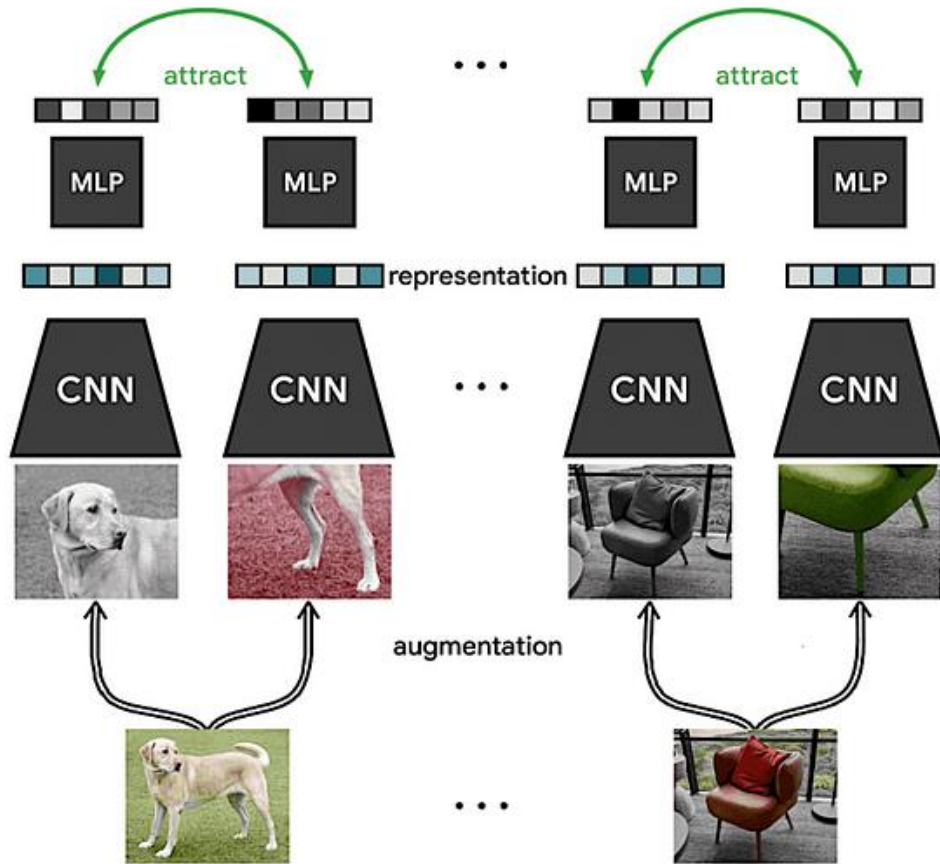 attract
attract
MLP
MLP
MLP
MLP
representation
CNN
CNN
CNN
CNN
augmentation